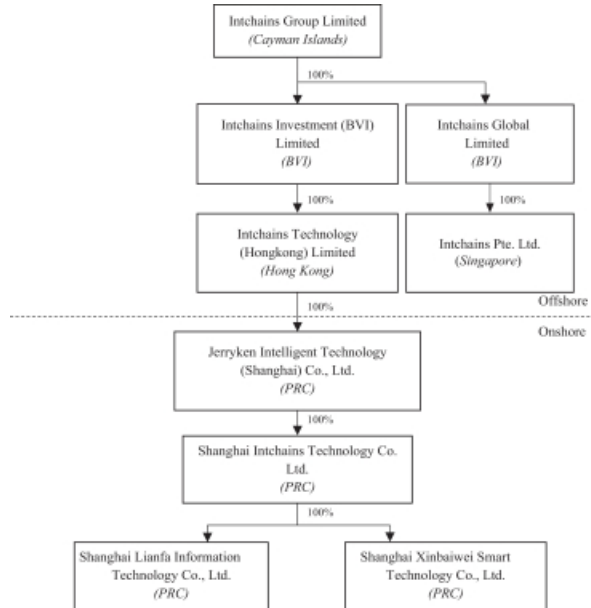 Intchains Group Limited
(Cayman Islands)
100%
Intchains Investment (BVI)
Limited
(BVI)
Intchains Global
Limited
(BVI)
100%
100%
Intchains Technology
(Hongkong) Limited
(Hong Kong)
Intchains Pte. Ltd.
(Singapore)
Offshore
100%
Onshore
Jerryken Intelligent Technology
(Shanghai) Co., Ltd.
(PRC)
100%
Shanghai Intchains Technology Co.
Ltd.
(PRC)
100%
Shanghai Lianfa Information
Technology Co., Ltd.
(PRC)
Shanghai Xinbaiwei Smart
Technology Co., Ltd.
(PRC)